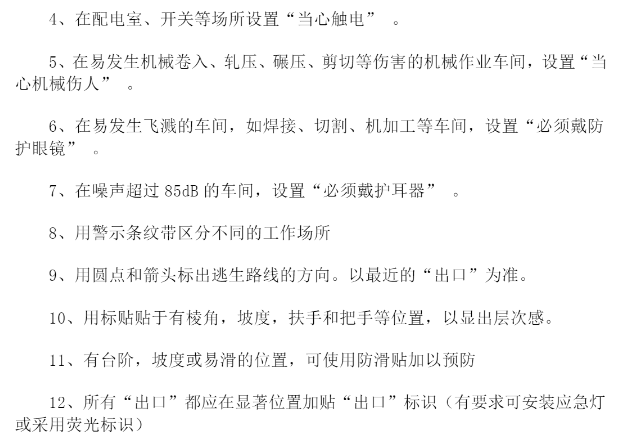 4、在配电室、开关等场所设置“当心触电” 。
5、在易发生机械卷入、轧压、碾压、剪切等伤害的机械作业车间，设置“当
心机械伤人” 。
6、在易发生飞溅的车间，如焊接、切割、机加工等车间，设置“必须戴防
护眼镜” 。
7、在噪声超过 85dB 的车间，设置“必须戴护耳器” 。
8、用警示条纹带区分不同的工作场所
9、用圆点和箭头标出逃生路线的方向。以最近的“出口”为准。
10、用标贴贴于有棱角，坡度，扶手和把手等位置，以显出层次感。
11、有台阶，坡度或易滑的位置，可使用防滑贴加以预防
12、所有“出口”都应在显著位置加贴“出口”标识（有要求可安装应急灯
或采用荧光标识）